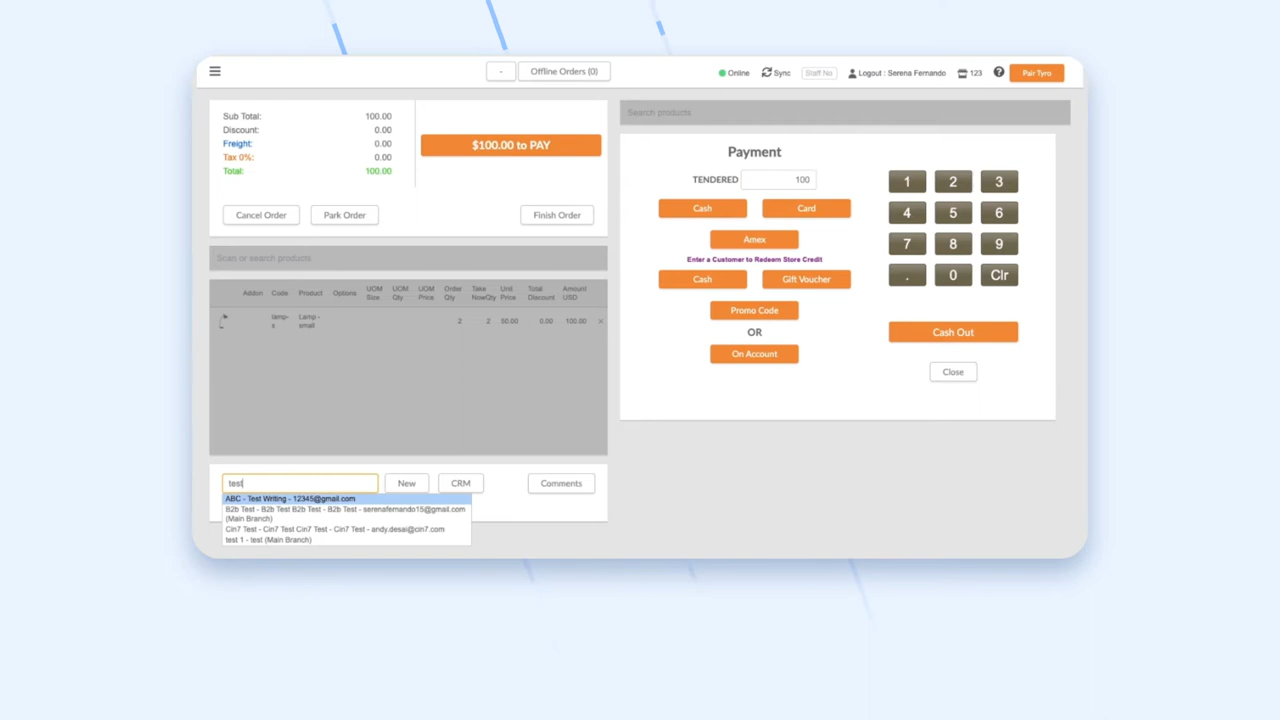 - Offline Orders (0) Online Sync Staff No Logout : Serena Fernando 123 ? Pair Tyro
Sub Total: 100.00
Discount: 0.00
Freight: 0.00
Tax 0%: 0.00
Total: 100.00
$100.00 to PAY
Cancel Order Park Order Finish Order
Scan or search products
Addon Code Product Options UOM Size UOM Qty UOM Price Order Qty Take NowQty Unit Price Total Discount Amount USD
lamp-s Lamp - small 2 2 50.00 0.00 100.00 ×
test New CRM Comments
ABC - Test Writing - 12345@gmail.com
B2b Test - B2b Test B2b Test - B2b Test - serenafernando15@gmail.com
(Main Branch)
Cin7 Test - Cin7 Test Cin7 Test - Cin7 Test - andy.desai@cin7.com
test 1 - test (Main Branch)
Search products
Payment
TENDERED 100
Cash Card
Amex
Enter a Customer to Redeem Store Credit
Cash Gift Voucher
Promo Code
OR
On Account
1 2 3
4 5 6
7 8 9
. 0 Clr
Cash Out
Close